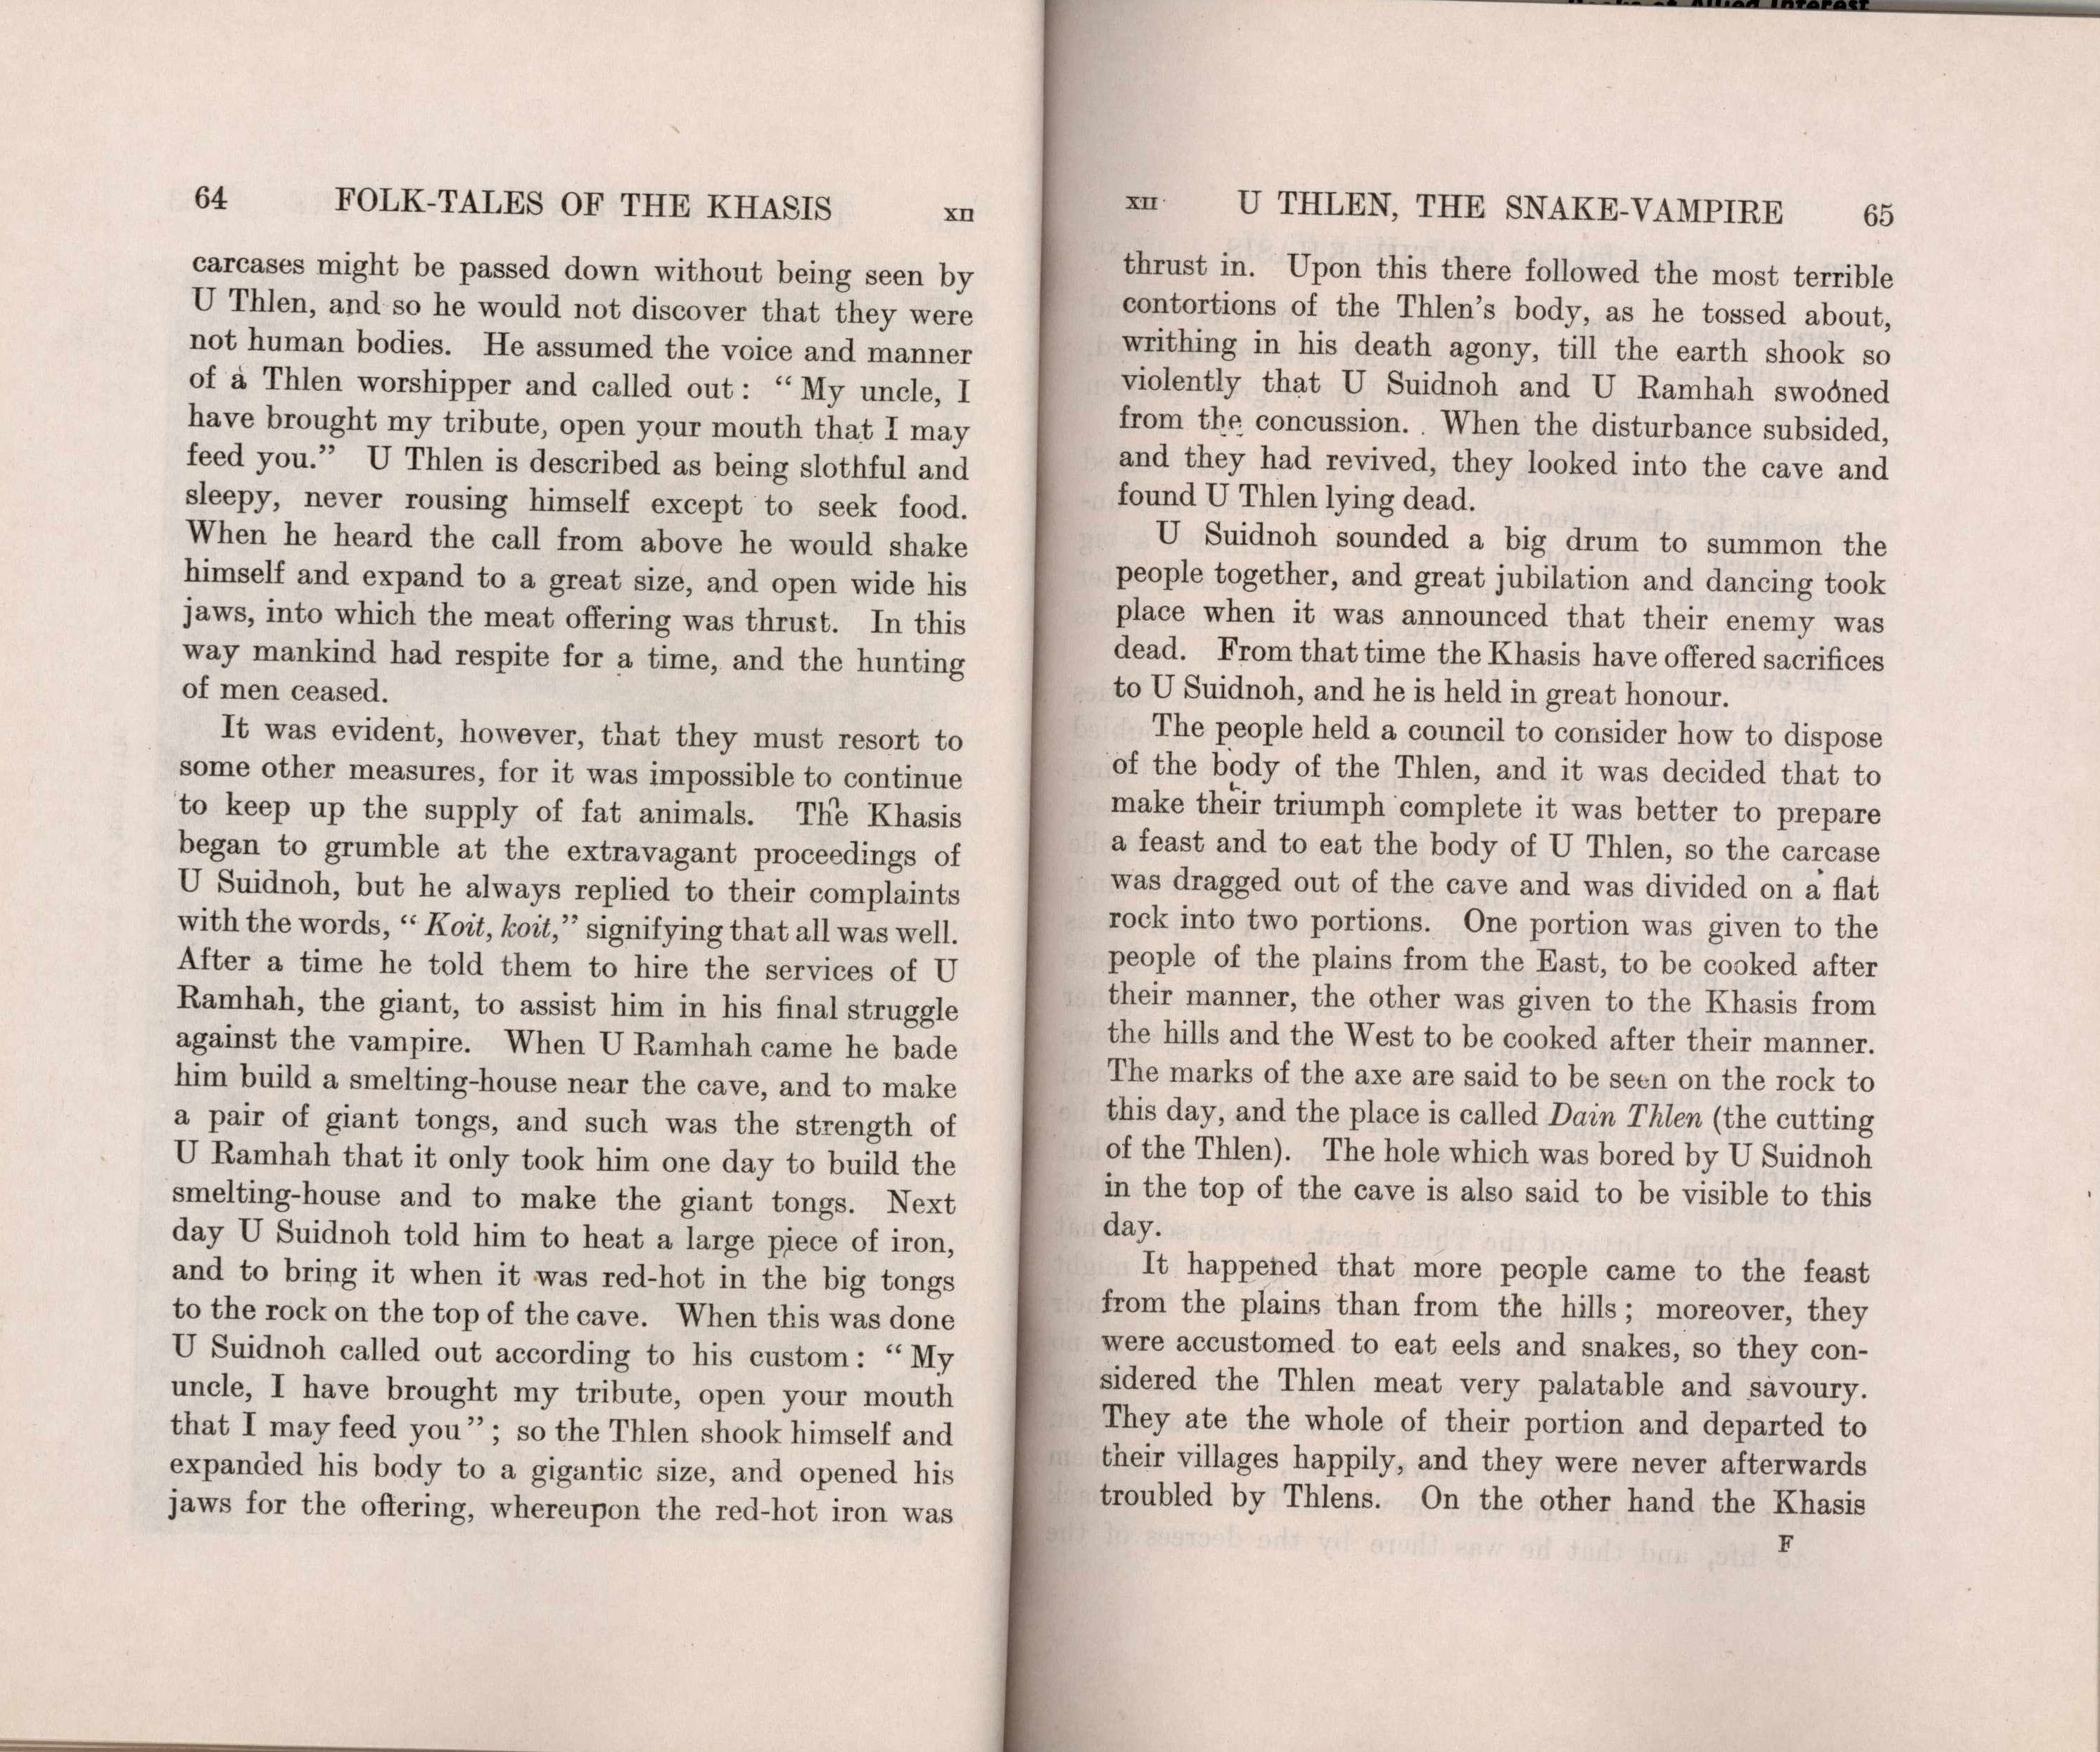 64 FOLK-TALES OF THE KHASIS XII
carcases might be passed down without being seen by
U Thlen, and so he would not discover that they were
not human bodies. He assumed the voice and manner
of a Thlen worshipper and called out : “ My uncle, I
have brought my tribute, open your mouth that I may
feed you.” U Thlen is described as being slothful and
sleepy, never rousing himself except to seek food.
When he heard the call from above he would shake
himself and expand to a great size, and open wide his
jaws, into which the meat offering was thrust. In this
way mankind had respite for a time, and the hunting
of men ceased.
It was evident, however, that they must resort to
some other measures, for it was impossible to continue
to keep up the supply of fat animals. The Khasis
began to grumble at the extravagant proceedings of
U Suidnoh, but he always replied to their complaints
with the words, “ Koit, koit,” signifying that all was well.
After a time he told them to hire the services of U
Ramhah, the giant, to assist him in his final struggle
against the vampire. When U Ramhah came he bade
him build a smelting-house near the cave, and to make
a pair of giant tongs, and such was the strength of
U Ramhah that it only took him one day to build the
smelting-house and to make the giant tongs. Next
day U Suidnoh told him to heat a large piece of iron,
and to bring it when it was red-hot in the big tongs
to the rock on the top of the cave. When this was done
U Suidnoh called out according to his custom : “ My
uncle, I have brought my tribute, open your mouth
that I may feed you ” ; so the Thlen shook himself and
expanded his body to a gigantic size, and opened his
jaws for the offering, whereupon the red-hot iron was
XII U THLEN, THE SNAKE-VAMPIRE 65
thrust in. Upon this there followed the most terrible
contortions of the Thlen’s body, as he tossed about,
writhing in his death agony, till the earth shook so
violently that U Suidnoh and U Ramhah swooned
from the concussion. When the disturbance subsided,
and they had revived, they looked into the cave and
found U Thlen lying dead.
U Suidnoh sounded a big drum to summon the
people together, and great jubilation and dancing took
place when it was announced that their enemy was
dead. From that time the Khasis have offered sacrifices
to U Suidnoh, and he is held in great honour.
The people held a council to consider how to dispose
of the body of the Thlen, and it was decided that to
make their triumph complete it was better to prepare
a feast and to eat the body of U Thlen, so the carcase
was dragged out of the cave and was divided on a flat
rock into two portions. One portion was given to the
people of the plains from the East, to be cooked after
their manner, the other was given to the Khasis from
the hills and the West to be cooked after their manner.
The marks of the axe are said to be seen on the rock to
this day, and the place is called Dain Thlen (the cutting
of the Thlen). The hole which was bored by U Suidnoh
in the top of the cave is also said to be visible to this
day.
It happened that more people came to the feast
from the plains than from the hills ; moreover, they
were accustomed to eat eels and snakes, so they con-
sidered the Thlen meat very palatable and savoury.
They ate the whole of their portion and departed to
their villages happily, and they were never afterwards
troubled by Thlens. On the other hand the Khasis
F